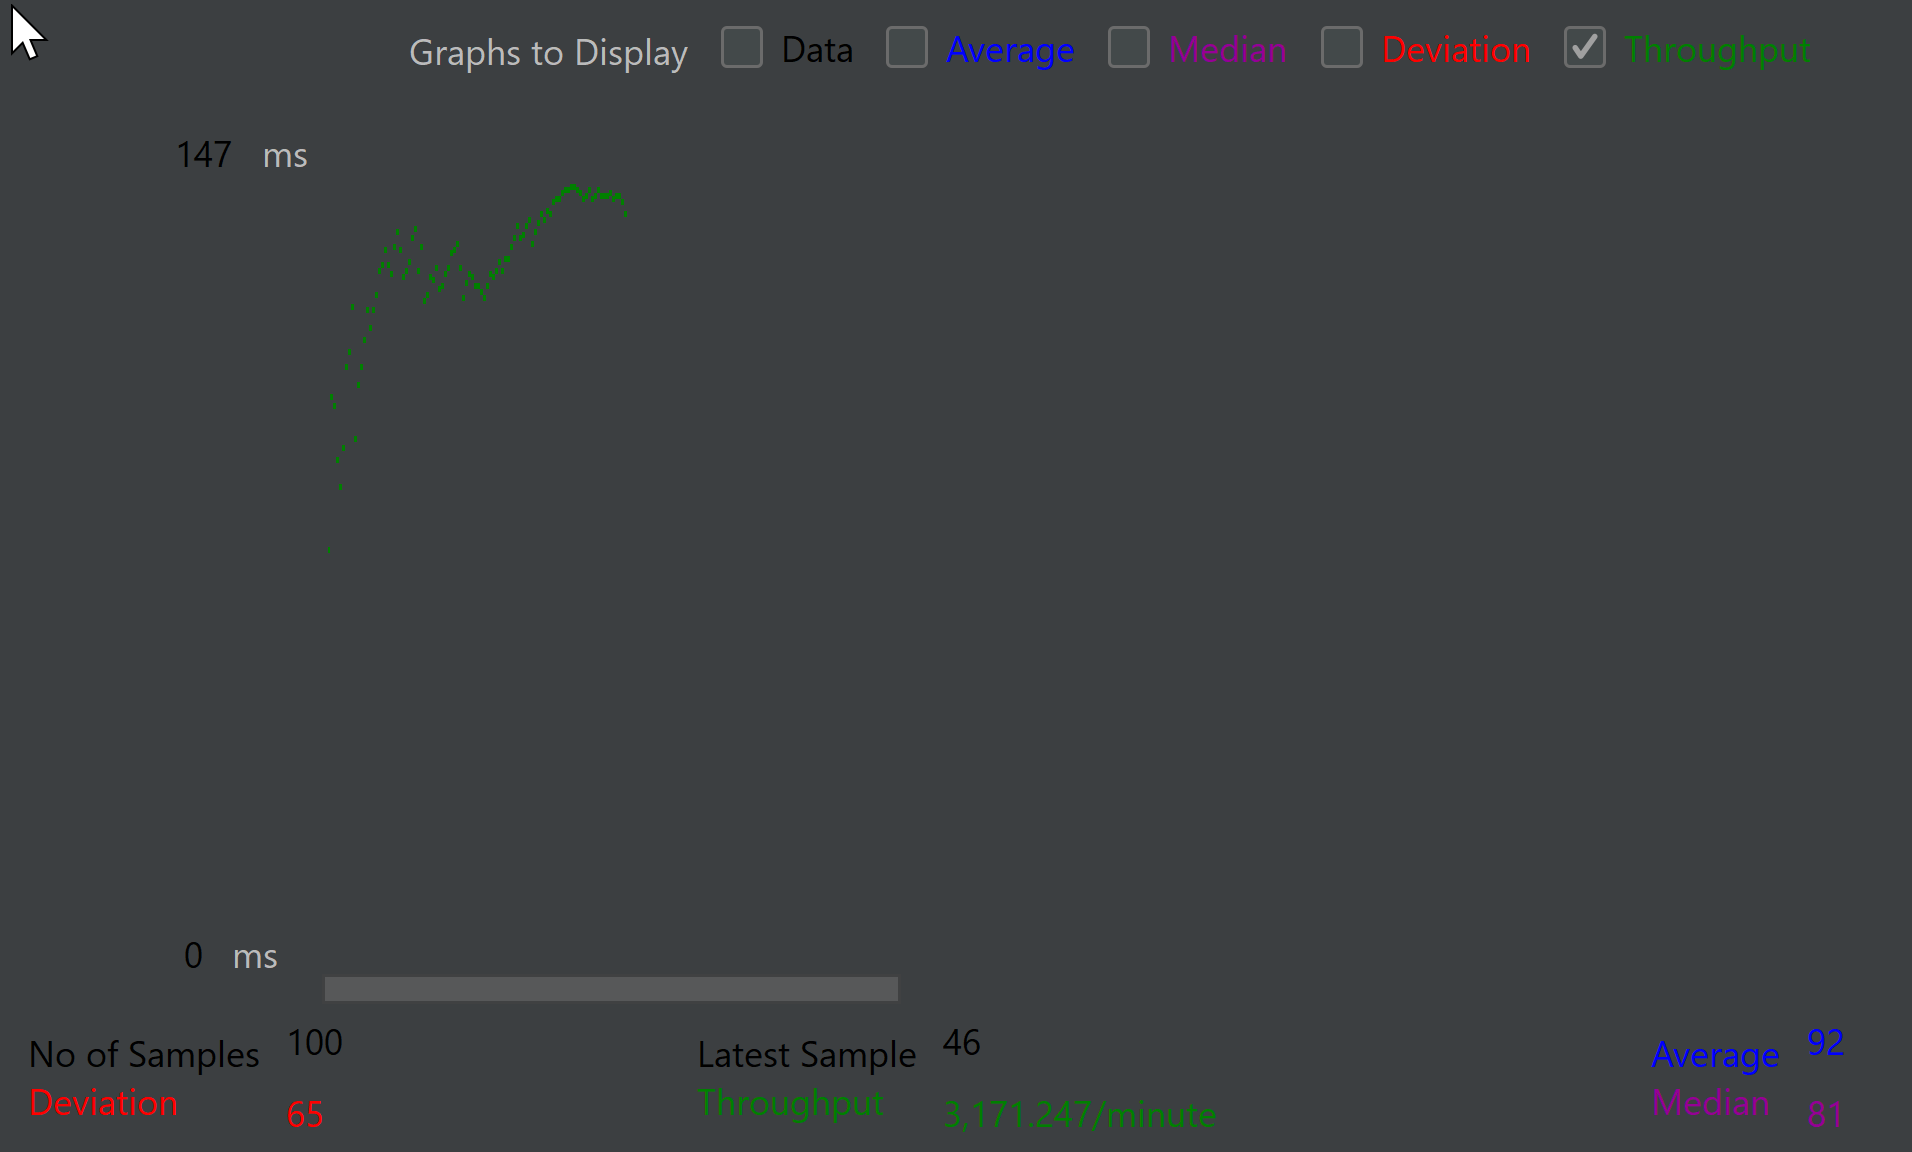 Graphs to Display Data Average Median Deviation Throughput
147 ms
0 ms
No of Samples 100 Latest Sample 46 Average 92
Deviation 65 Throughput 3,171.247/minute Median 81